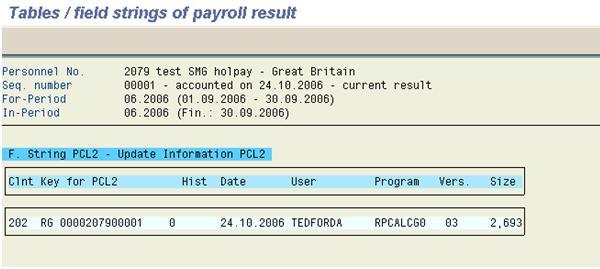 Tables / field strings of payroll result
Personnel No. 2079 test SMG holpay - Great Britain
Seq. number 00001 - accounted on 24.10.2006 - current result
For-Period 06.2006 (01.09.2006 - 30.09.2006)
In-Period 06.2006 (Fin.: 30.09.2006)
F. String PCL2 - Update Information PCL2
Clnt Key for PCL2 Hist Date User Program Vers. Size
202 RG 0000207900001 0 24.10.2006 TEDFORDA RPCALCG0 03 2,693